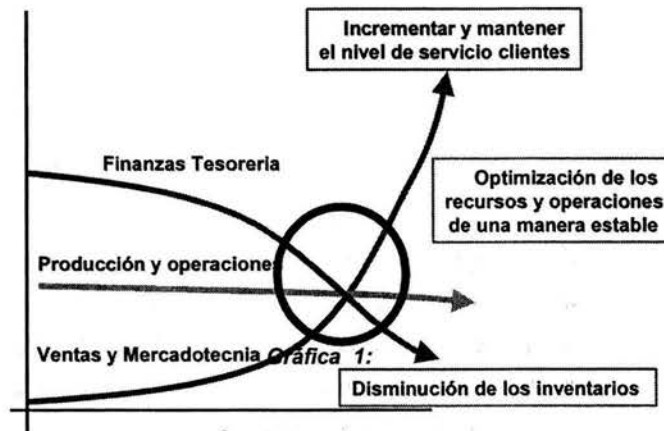 Incrementar y mantener
el nivel de servicio clientes
Finanzas Tesoreria
Optimización de los
recursos y operaciones
de una manera estable
Producción y operaciones
Ventas y Mercadotecnia Gráfica 1:
Disminución de los inventarios